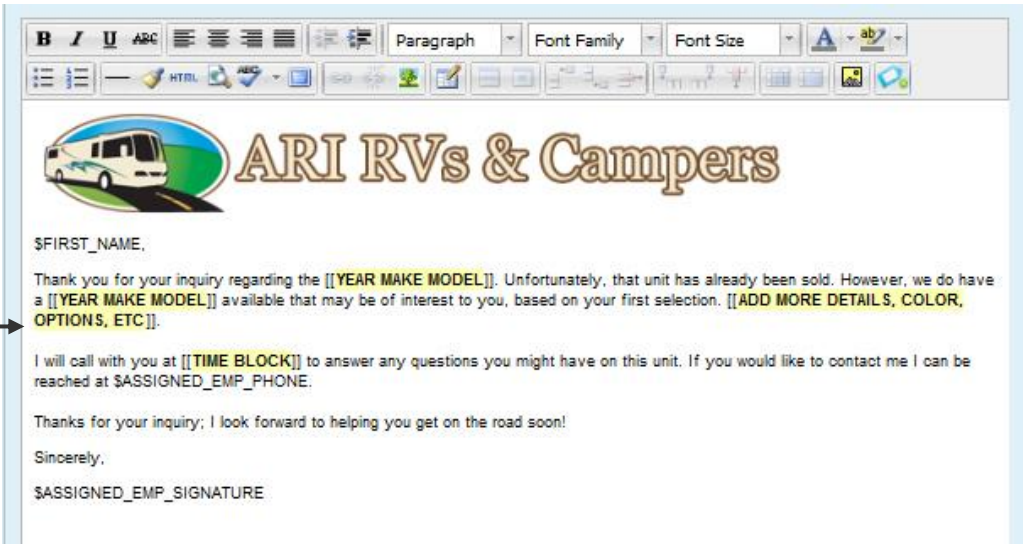 B I U ABC Paragraph Font Family Font Size A ab
HTML ABC
ARI RVs & Campers
$FIRST_NAME,
Thank you for your inquiry regarding the [[YEAR MAKE MODEL]]. Unfortunately, that unit has already been sold. However, we do have
a [[YEAR MAKE MODEL]] available that may be of interest to you, based on your first selection. [[ADD MORE DETAILS, COLOR,
OPTIONS, ETC]].
I will call with you at [[TIME BLOCK]] to answer any questions you might have on this unit. If you would like to contact me I can be
reached at $ASSIGNED_EMP_PHONE.
Thanks for your inquiry; I look forward to helping you get on the road soon!
Sincerely,
$ASSIGNED_EMP_SIGNATURE